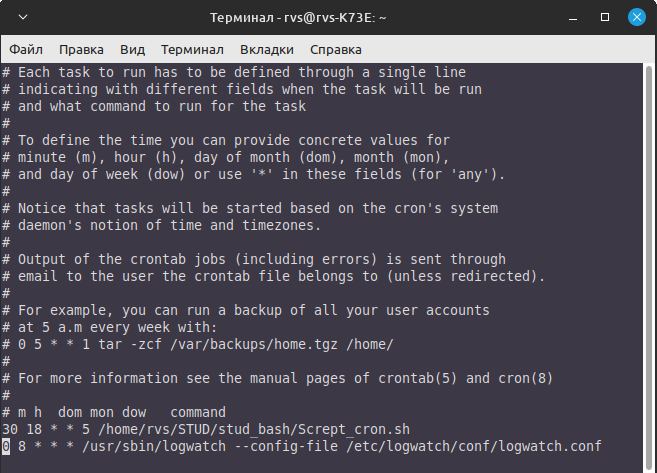 Терминал - rvs@rvs-K73E: ~
Файл Правка Вид Терминал Вкладки Справка
# Each task to run has to be defined through a single line
# indicating with different fields when the task will be run
# and what command to run for the task
#
# To define the time you can provide concrete values for
# minute (m), hour (h), day of month (dom), month (mon),
# and day of week (dow) or use '*' in these fields (for 'any').
#
# Notice that tasks will be started based on the cron's system
# daemon's notion of time and timezones.
#
# Output of the crontab jobs (including errors) is sent through
# email to the user the crontab file belongs to (unless redirected).
#
# For example, you can run a backup of all your user accounts
# at 5 a.m every week with:
# 0 5 * * 1 tar -zcf /var/backups/home.tgz /home/
#
# For more information see the manual pages of crontab(5) and cron(8)
#
# m h  dom mon dow   command
30 18 * * 5 /home/rvs/STUD/stud_bash/Scrept_cron.sh
0 8 * * * /usr/sbin/logwatch --config-file /etc/logwatch/conf/logwatch.conf